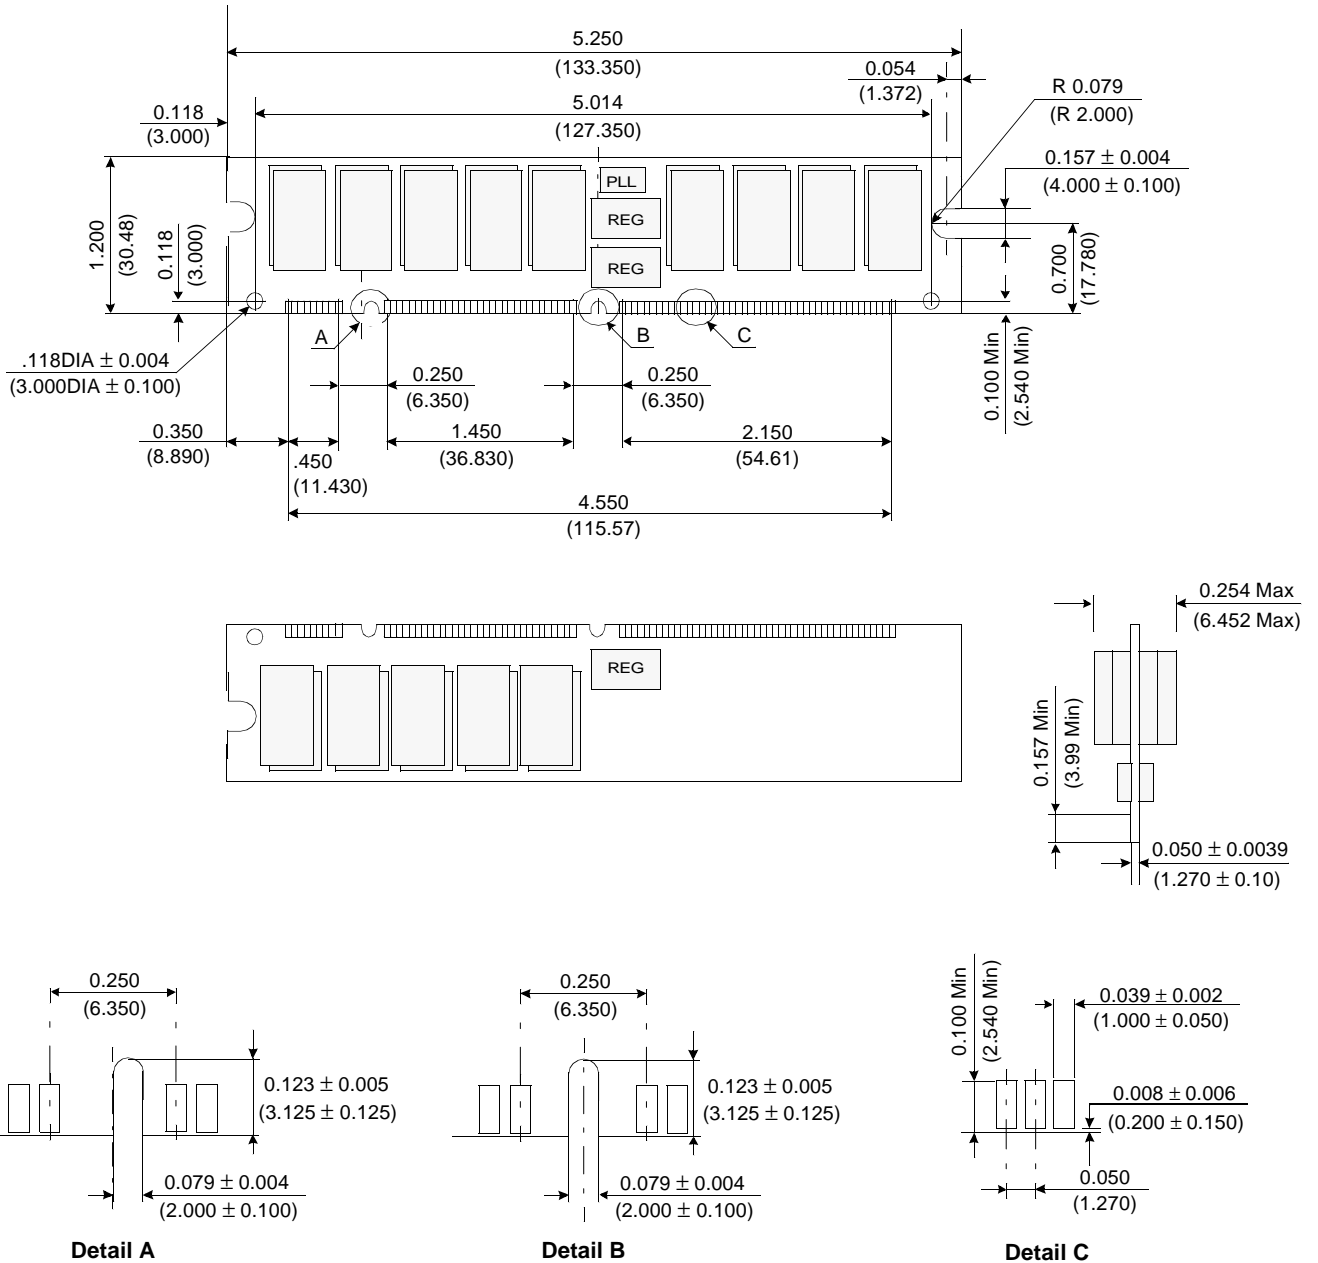 5.250
(133.350)
0.054
(1.372)
R 0.079
(R 2.000)
0.118
(3.000)
5.014
(127.350)
0.157 ± 0.004
(4.000 ± 0.100)
PLL
REG
REG
1.200
(30.48)
0.118
(3.000)
0.700
(17.780)
A
B
C
.118DIA ± 0.004
(3.000DIA ± 0.100)
0.250
(6.350)
0.250
(6.350)
0.100 Min
(2.540 Min)
0.350
(8.890)
.450
(11.430)
1.450
(36.830)
2.150
(54.61)
4.550
(115.57)
REG
0.254 Max
(6.452 Max)
0.157 Min
(3.99 Min)
0.050 ± 0.0039
(1.270 ± 0.10)
0.250
(6.350)
0.123 ± 0.005
(3.125 ± 0.125)
0.079 ± 0.004
(2.000 ± 0.100)
Detail A
0.250
(6.350)
0.123 ± 0.005
(3.125 ± 0.125)
0.079 ± 0.004
(2.000 ± 0.100)
Detail B
0.100 Min
(2.540 Min)
0.039 ± 0.002
(1.000 ± 0.050)
0.008 ± 0.006
(0.200 ± 0.150)
0.050
(1.270)
Detail C